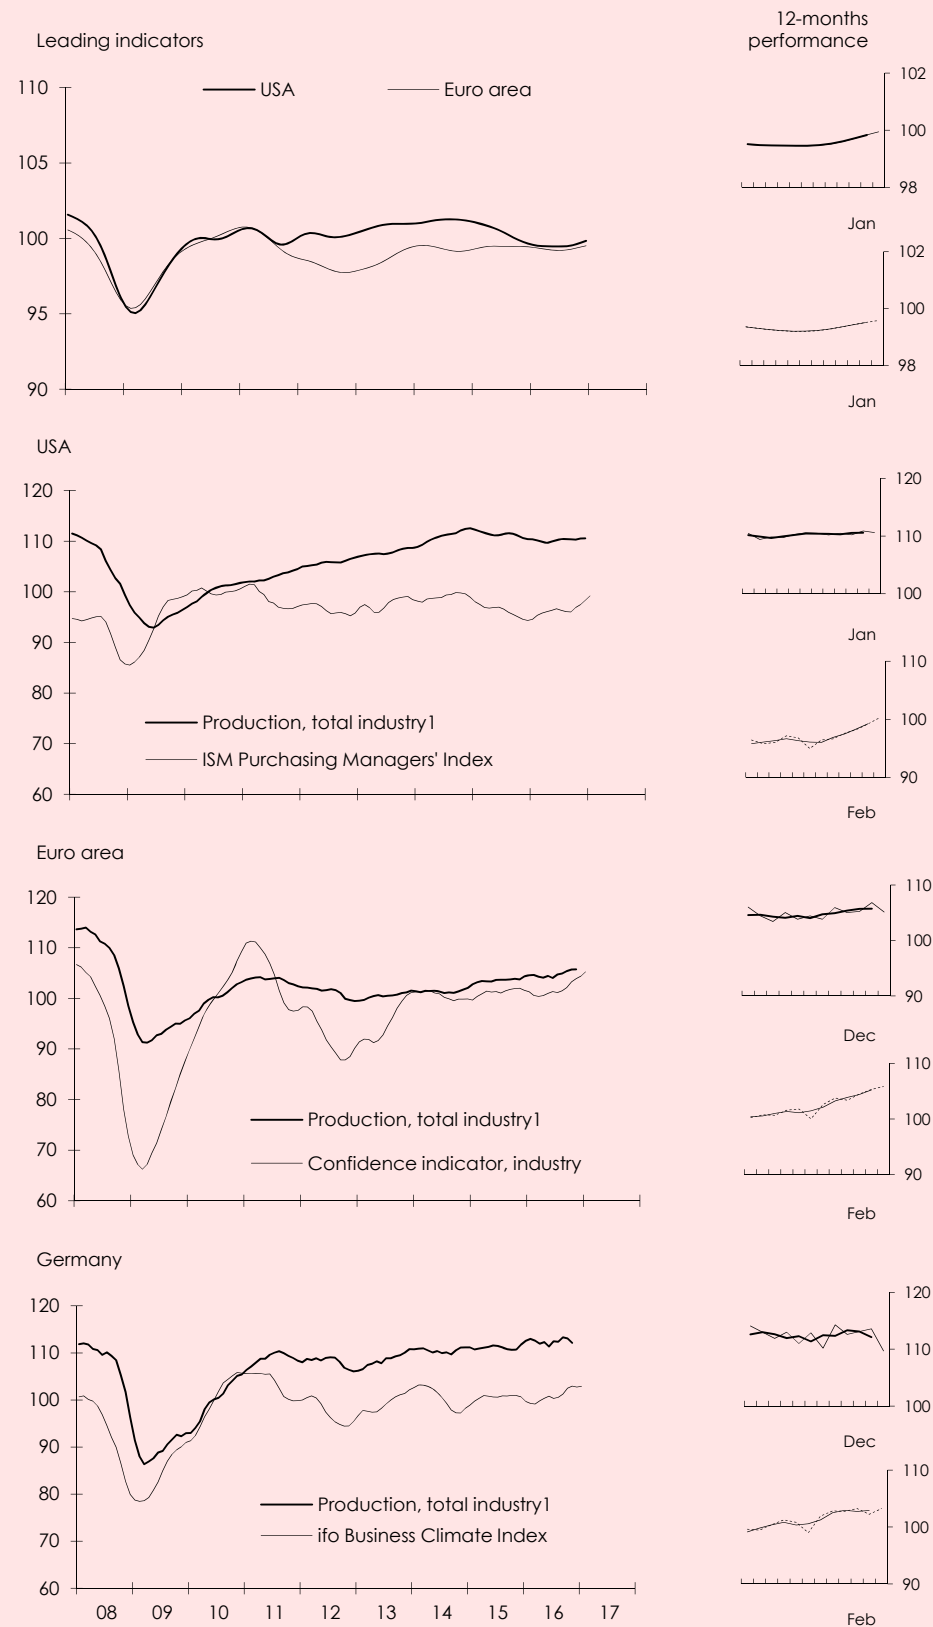 12-months
performance
Leading indicators
USA
Euro area
110
105
100
95
90
102
100
98
Jan
102
100
98
Jan
USA
120
110
100
90
80
70
60
Production, total industry1
ISM Purchasing Managers' Index
120
110
100
Jan
110
100
90
Feb
Euro area
120
110
100
90
80
70
60
Production, total industry1
Confidence indicator, industry
110
100
90
Dec
110
100
90
Feb
Germany
120
110
100
90
80
70
60
Production, total industry1
ifo Business Climate Index
08 09 10 11 12 13 14 15 16 17
120
110
100
Dec
110
100
90
Feb